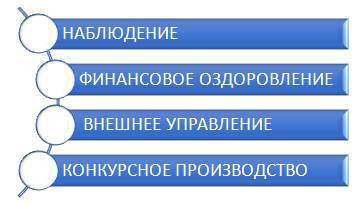 НАБЛЮДЕНИЕ
ФИНАНСОВОЕ ОЗДОРОВЛЕНИЕ
ВНЕШНЕЕ УПРАВЛЕНИЕ
КОНКУРСНОЕ ПРОИЗВОДСТВО